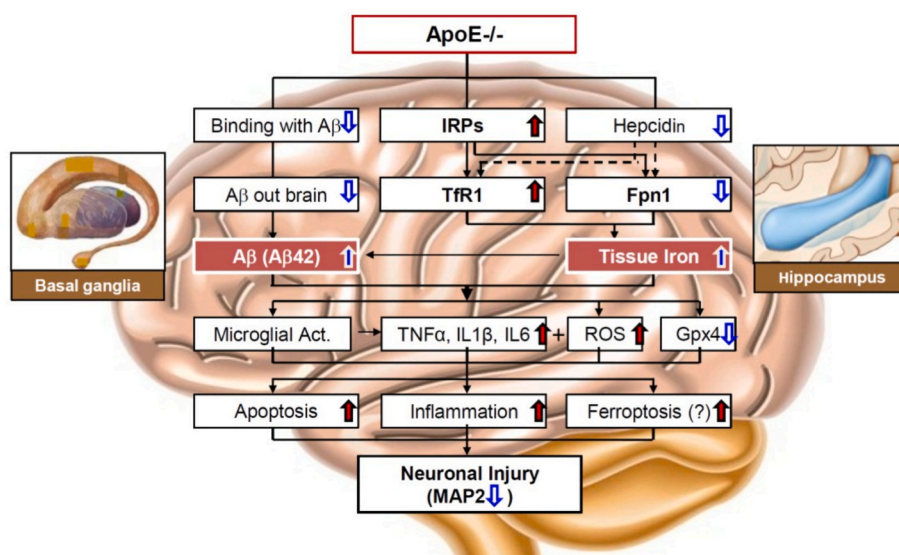 ApoE-/-
Binding with Aβ
IRPs
Hepcidin
Aβ out brain
TfR1
Fpn1
Aβ (Aβ42)
Tissue Iron
Basal ganglia
Hippocampus
Microglial Act.
TNFα, IL1β, IL6
+
ROS
Gpx4
Apoptosis
Inflammation
Ferroptosis (?)
Neuronal Injury
(MAP2 )